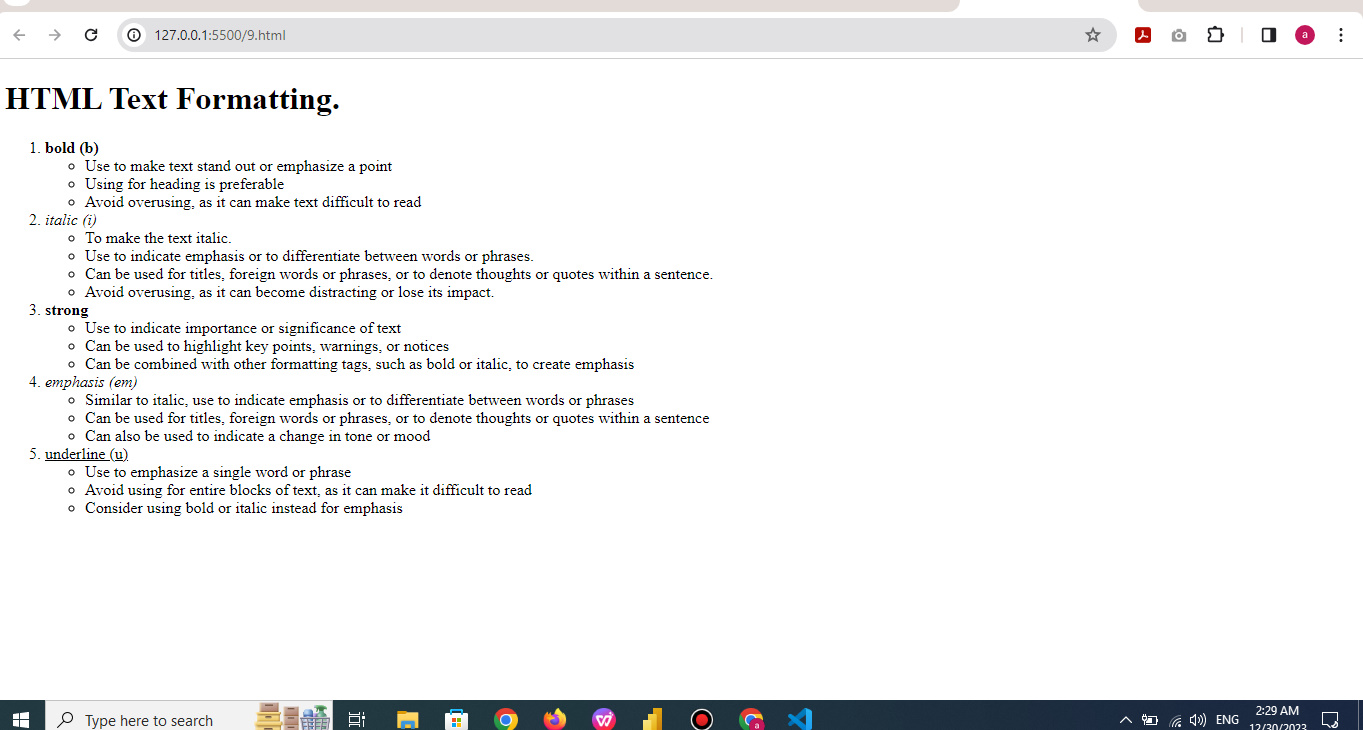 127.0.0.1:5500/9.html
a
HTML Text Formatting.
1. bold (b)
Use to make text stand out or emphasize a point
Using for heading is preferable
Avoid overusing, as it can make text difficult to read
2. italic (i)
To make the text italic.
Use to indicate emphasis or to differentiate between words or phrases.
Can be used for titles, foreign words or phrases, or to denote thoughts or quotes within a sentence.
Avoid overusing, as it can become distracting or lose its impact.
3. strong
Use to indicate importance or significance of text
Can be used to highlight key points, warnings, or notices
Can be combined with other formatting tags, such as bold or italic, to create emphasis
4. emphasis (em)
Similar to italic, use to indicate emphasis or to differentiate between words or phrases
Can be used for titles, foreign words or phrases, or to denote thoughts or quotes within a sentence
Can also be used to indicate a change in tone or mood
5. underline (u)
Use to emphasize a single word or phrase
Avoid using for entire blocks of text, as it can make it difficult to read
Consider using bold or italic instead for emphasis
Type here to search
a
ENG
2:29 AM
12/30/2023